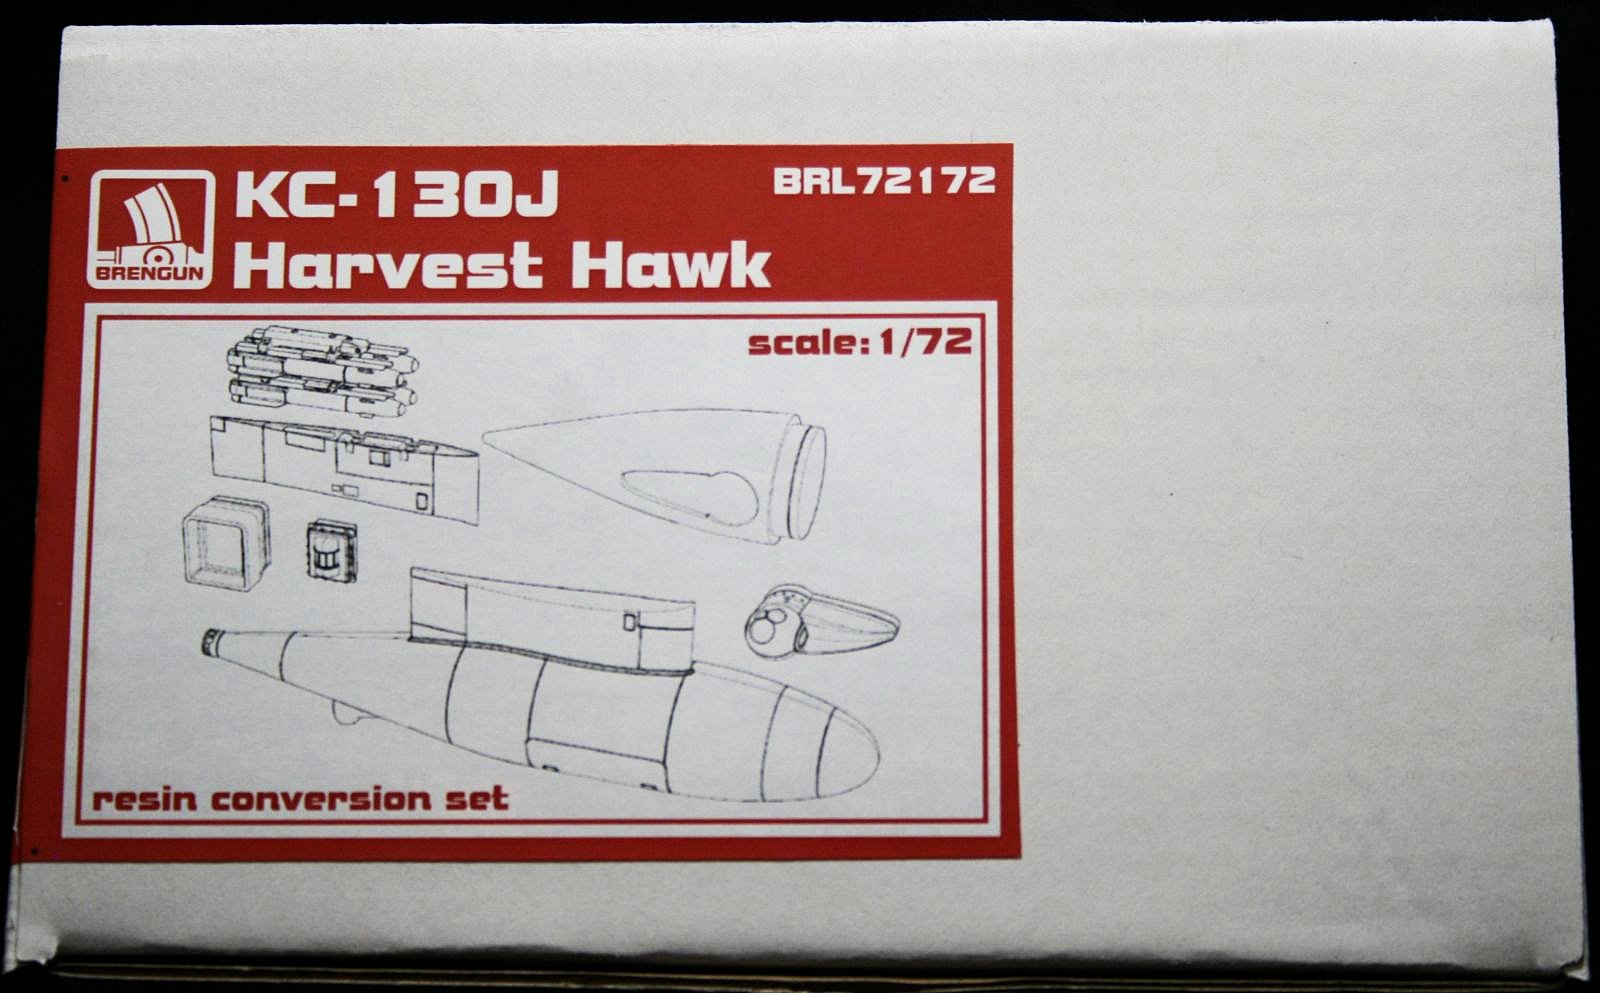 BRENGUN
KC-130J
Harvest Hawk
BRL72172
scale: 1/72
resin conversion set